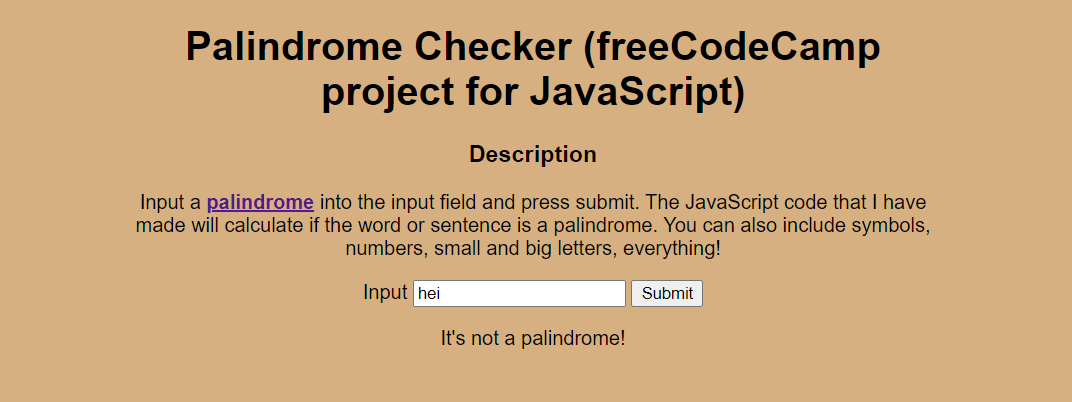 Palindrome Checker (freeCodeCamp
project for JavaScript)
Description
Input a palindrome into the input field and press submit. The JavaScript code that I have
made will calculate if the word or sentence is a palindrome. You can also include symbols,
numbers, small and big letters, everything!
Input hei Submit
It's not a palindrome!